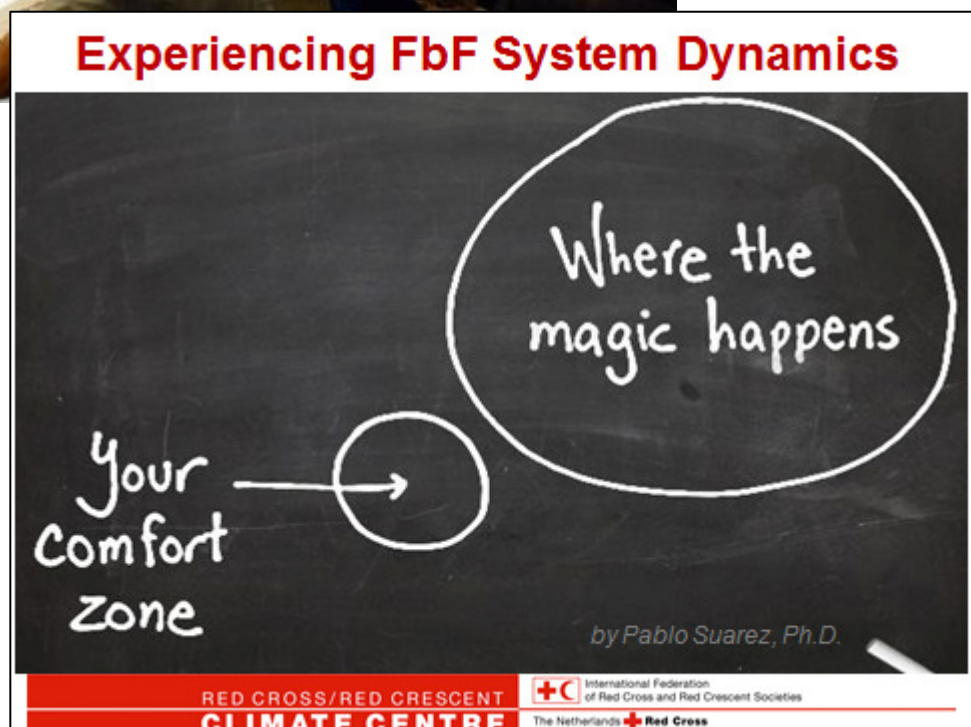 Experiencing FbF System Dynamics
Where the
magic happens
Your
comfort
zone
by Pablo Suarez, Ph.D.
RED CROSS/RED CRESCENT
CLIMATE CENTRE
International Federation
of Red Cross and Red Crescent Societies
The Netherlands Red Cross